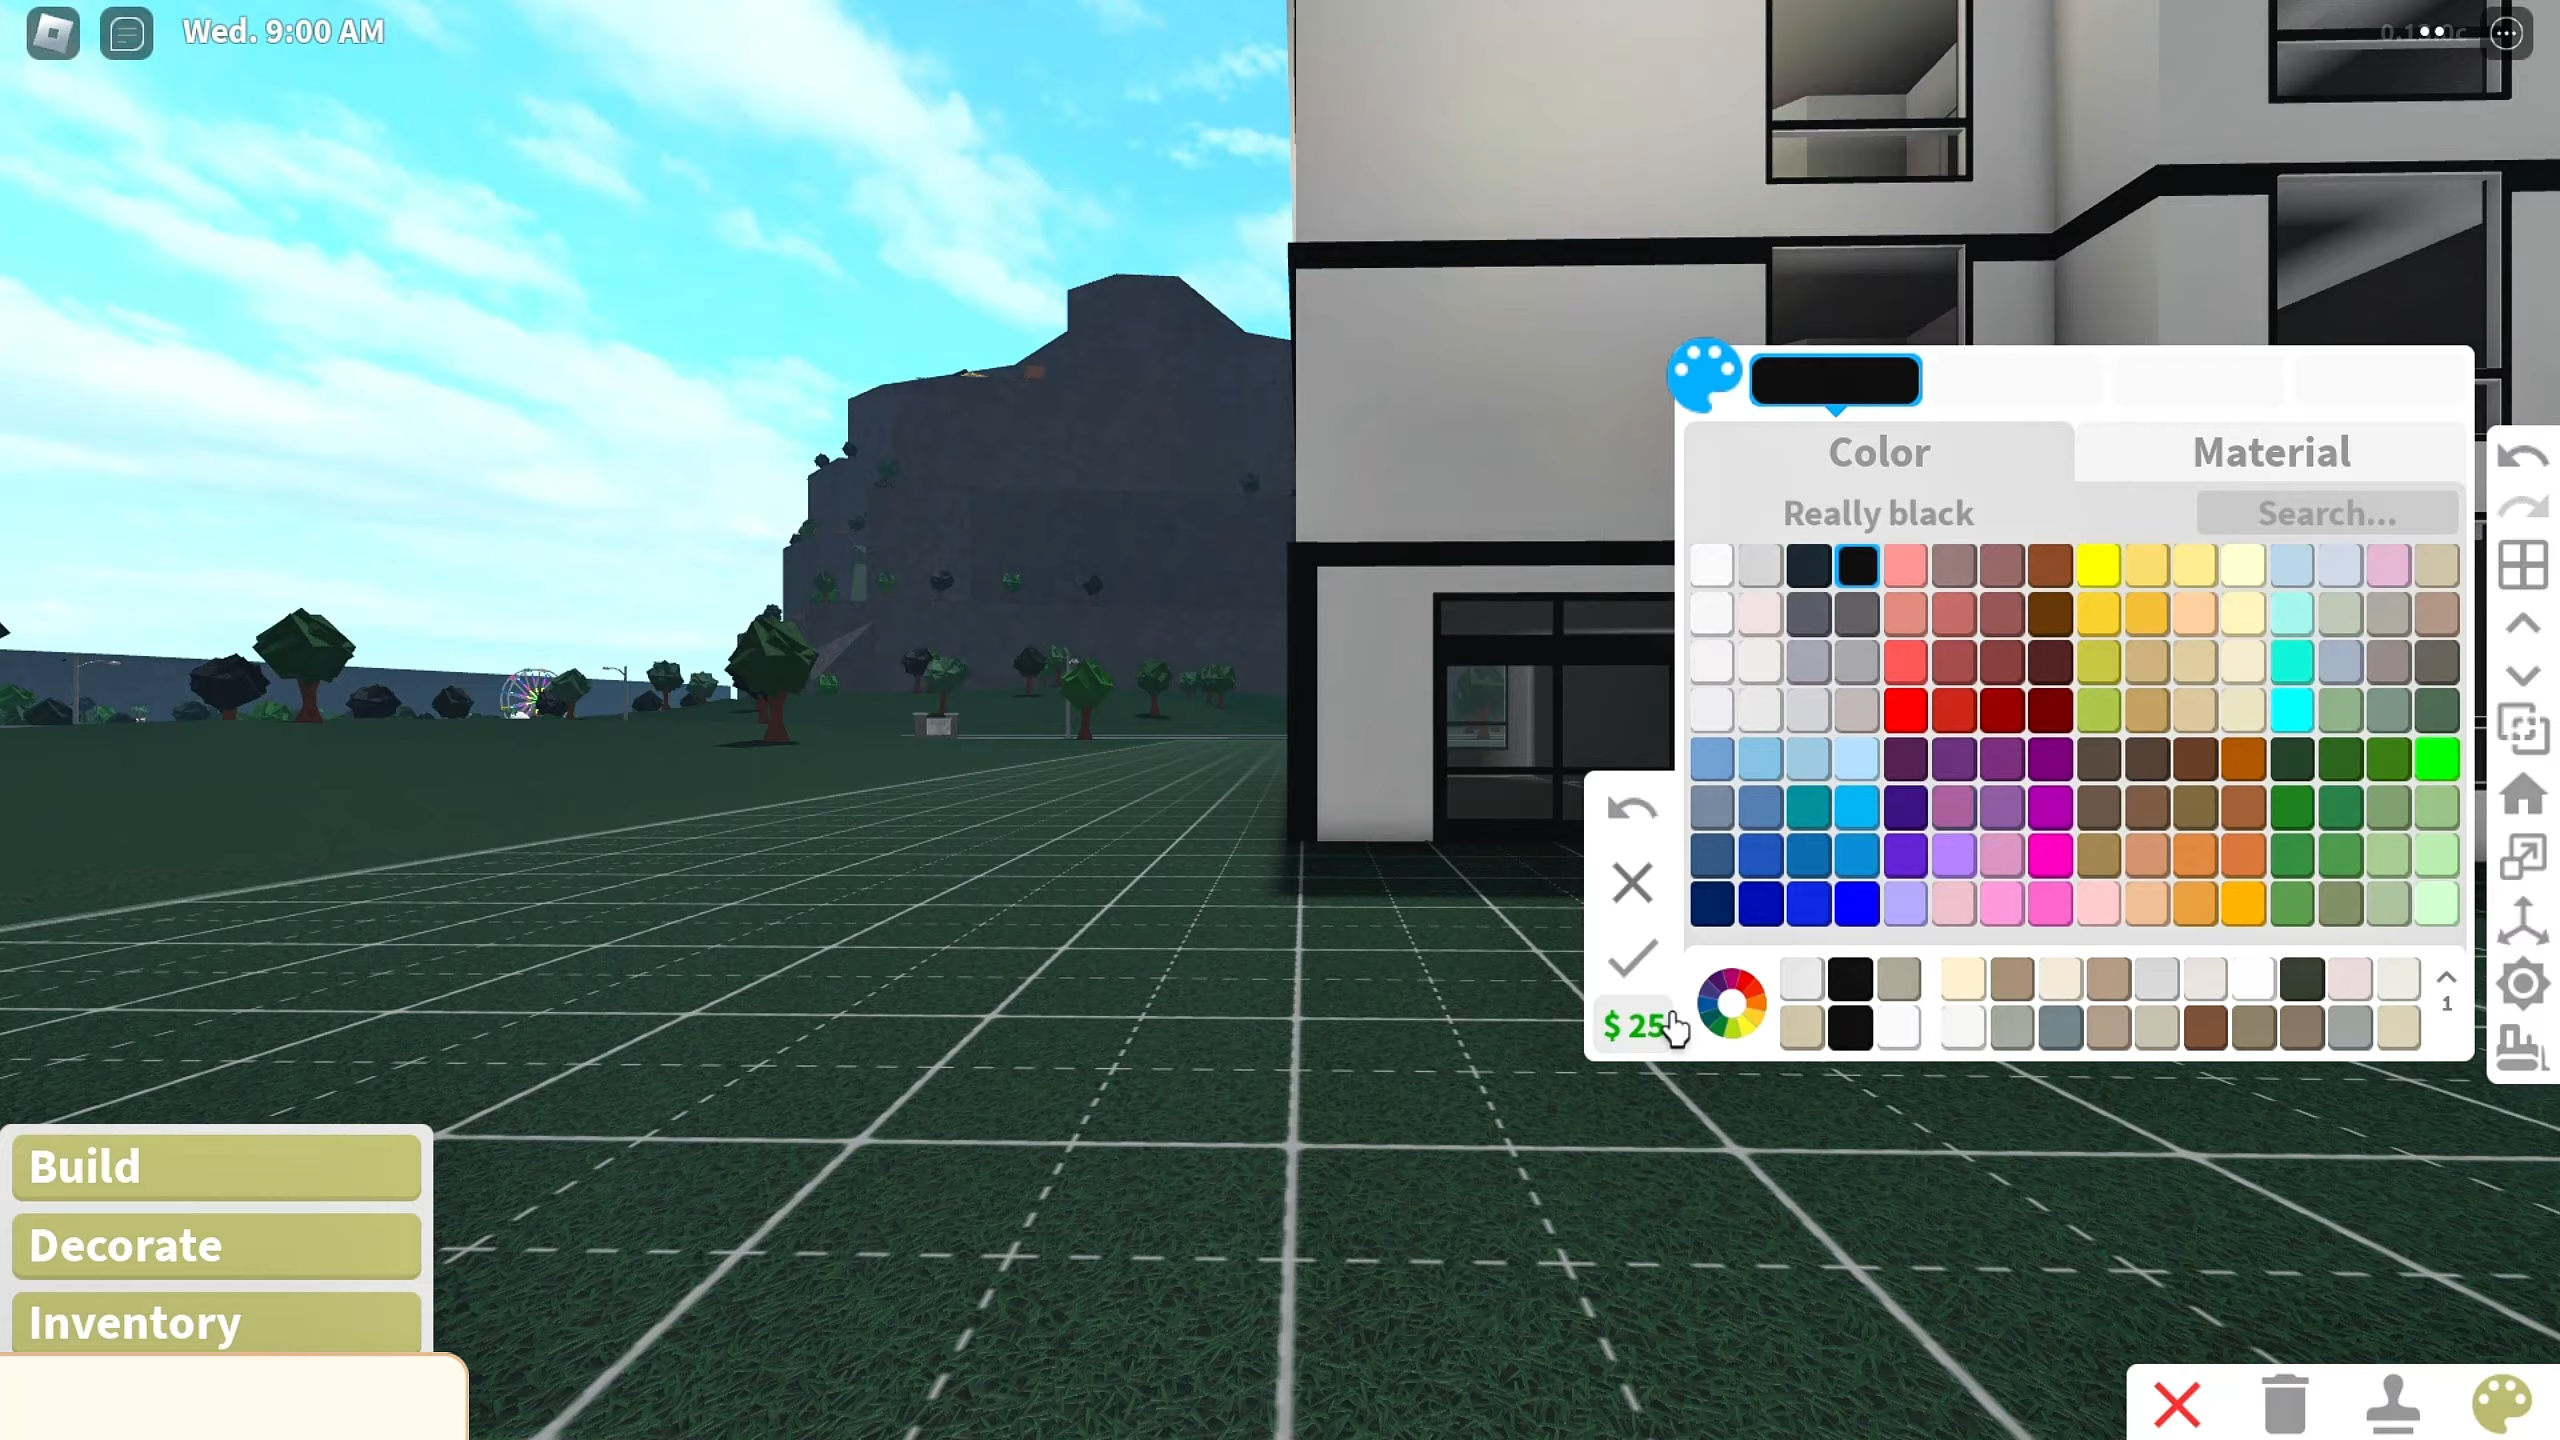 Wed. 9:00 AM
Color
Material
Really black
Search...
$ 25
1
Build
Decorate
Inventory